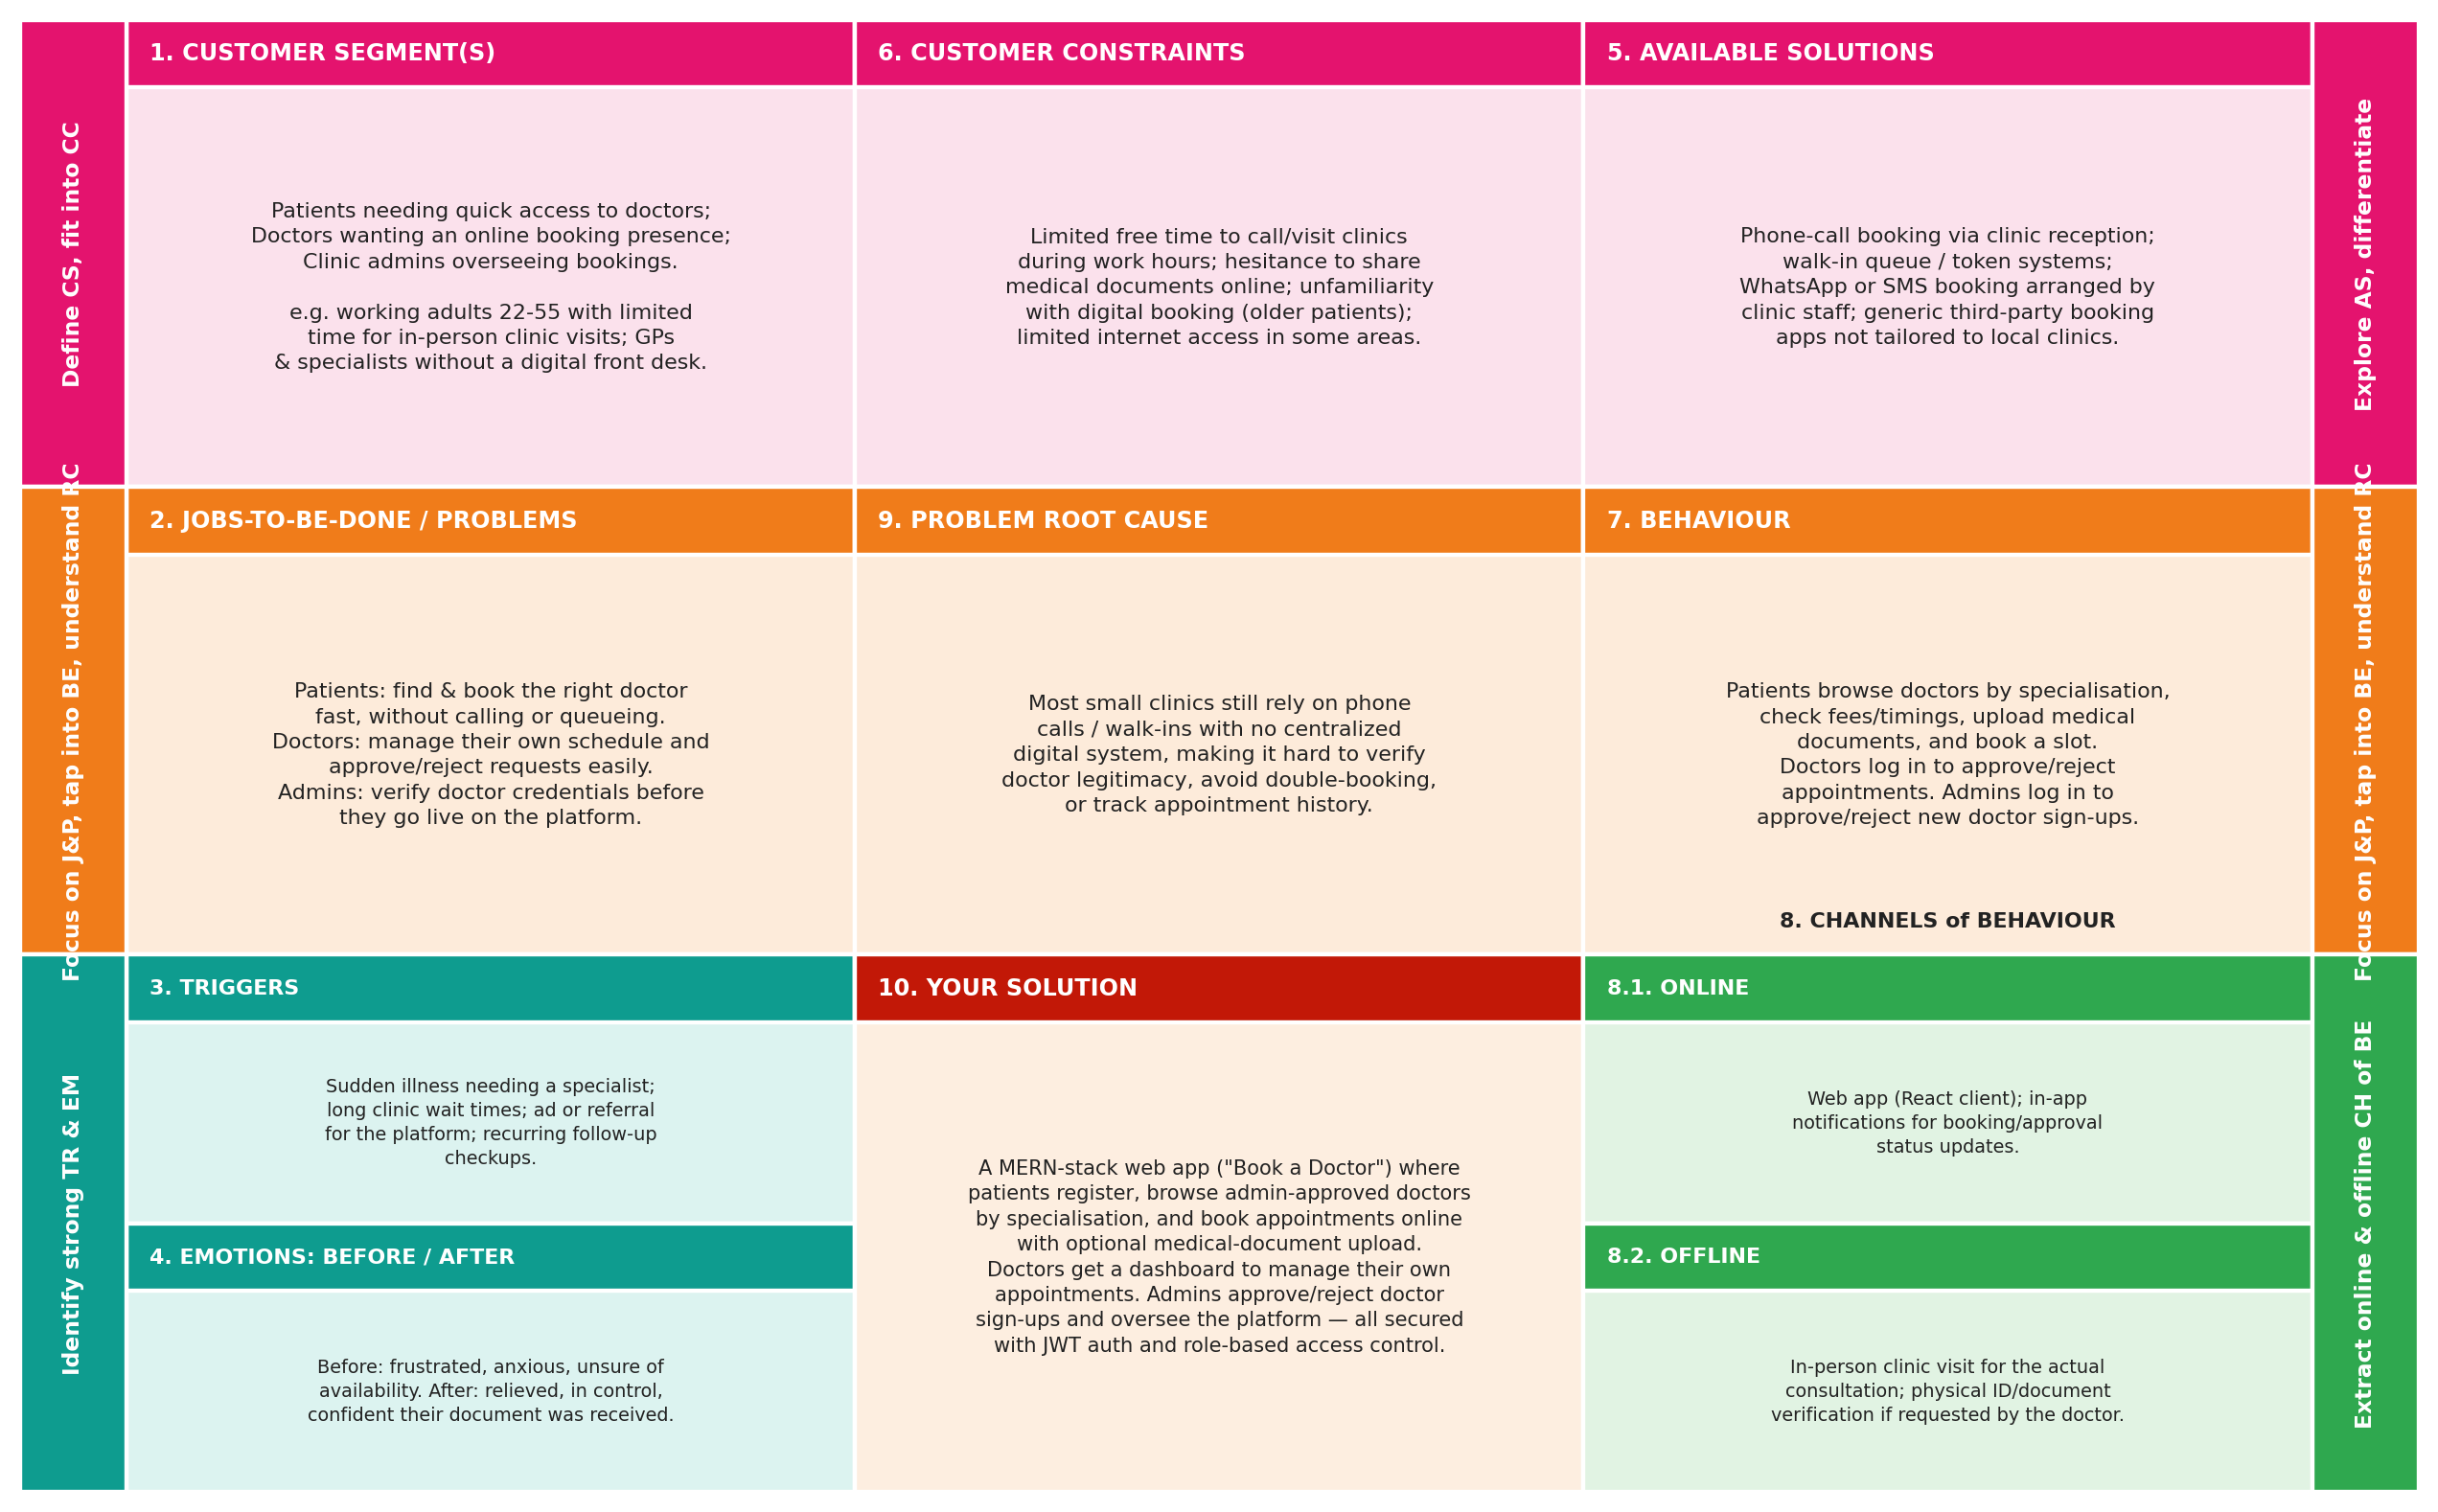 Define CS, fit into CC
1. CUSTOMER SEGMENT(S)
Patients needing quick access to doctors;
Doctors wanting an online booking presence;
Clinic admins overseeing bookings.
e.g. working adults 22-55 with limited
time for in-person clinic visits; GPs
& specialists without a digital front desk.
6. CUSTOMER CONSTRAINTS
Limited free time to call/visit clinics
during work hours; hesitance to share
medical documents online; unfamiliarity
with digital booking (older patients);
limited internet access in some areas.
5. AVAILABLE SOLUTIONS
Phone-call booking via clinic reception;
walk-in queue / token systems;
WhatsApp or SMS booking arranged by
clinic staff; generic third-party booking
apps not tailored to local clinics.
Explore AS, differentiate
Focus on J&P, tap into BE, understand RC
2. JOBS-TO-BE-DONE / PROBLEMS
Patients: find & book the right doctor
fast, without calling or queueing.
Doctors: manage their own schedule and
approve/reject requests easily.
Admins: verify doctor credentials before
they go live on the platform.
9. PROBLEM ROOT CAUSE
Most small clinics still rely on phone
calls / walk-ins with no centralized
digital system, making it hard to verify
doctor legitimacy, avoid double-booking,
or track appointment history.
7. BEHAVIOUR
Patients browse doctors by specialisation,
check fees/timings, upload medical
documents, and book a slot.
Doctors log in to approve/reject
appointments. Admins log in to
approve/reject new doctor sign-ups.
8. CHANNELS of BEHAVIOUR
Focus on J&P, tap into BE, understand RC
Identify strong TR & EM
3. TRIGGERS
Sudden illness needing a specialist;
long clinic wait times; ad or referral
for the platform; recurring follow-up
checkups.
4. EMOTIONS: BEFORE / AFTER
Before: frustrated, anxious, unsure of
availability. After: relieved, in control,
confident their document was received.
10. YOUR SOLUTION
A MERN-stack web app ("Book a Doctor") where
patients register, browse admin-approved doctors
by specialisation, and book appointments online
with optional medical-document upload.
Doctors get a dashboard to manage their own
appointments. Admins approve/reject doctor
sign-ups and oversee the platform — all secured
with JWT auth and role-based access control.
8.1. ONLINE
Web app (React client); in-app
notifications for booking/approval
status updates.
8.2. OFFLINE
In-person clinic visit for the actual
consultation; physical ID/document
verification if requested by the doctor.
Extract online & offline CH of BE